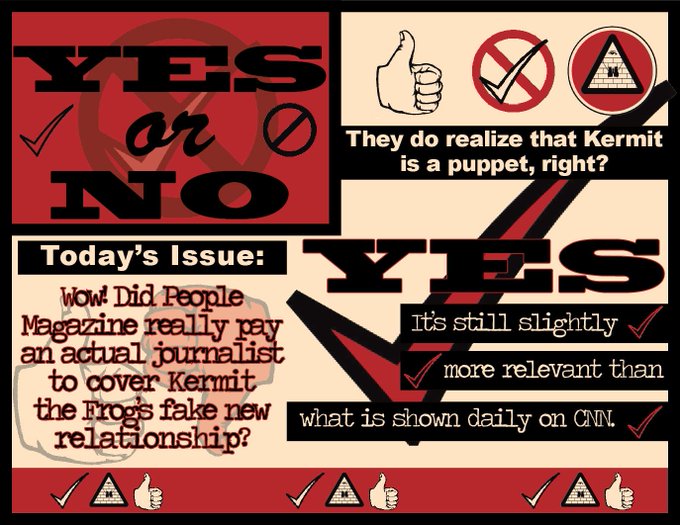 YES
or
NO
They do realize that Kermit
is a puppet, right?
Today's Issue:
Wow! Did People
Magazine really pay
an actual journalist
to cover Kermit
the Frog's fake new
relationship?
YES
It's still slightly
more relevant than
what is shown daily on CNN.